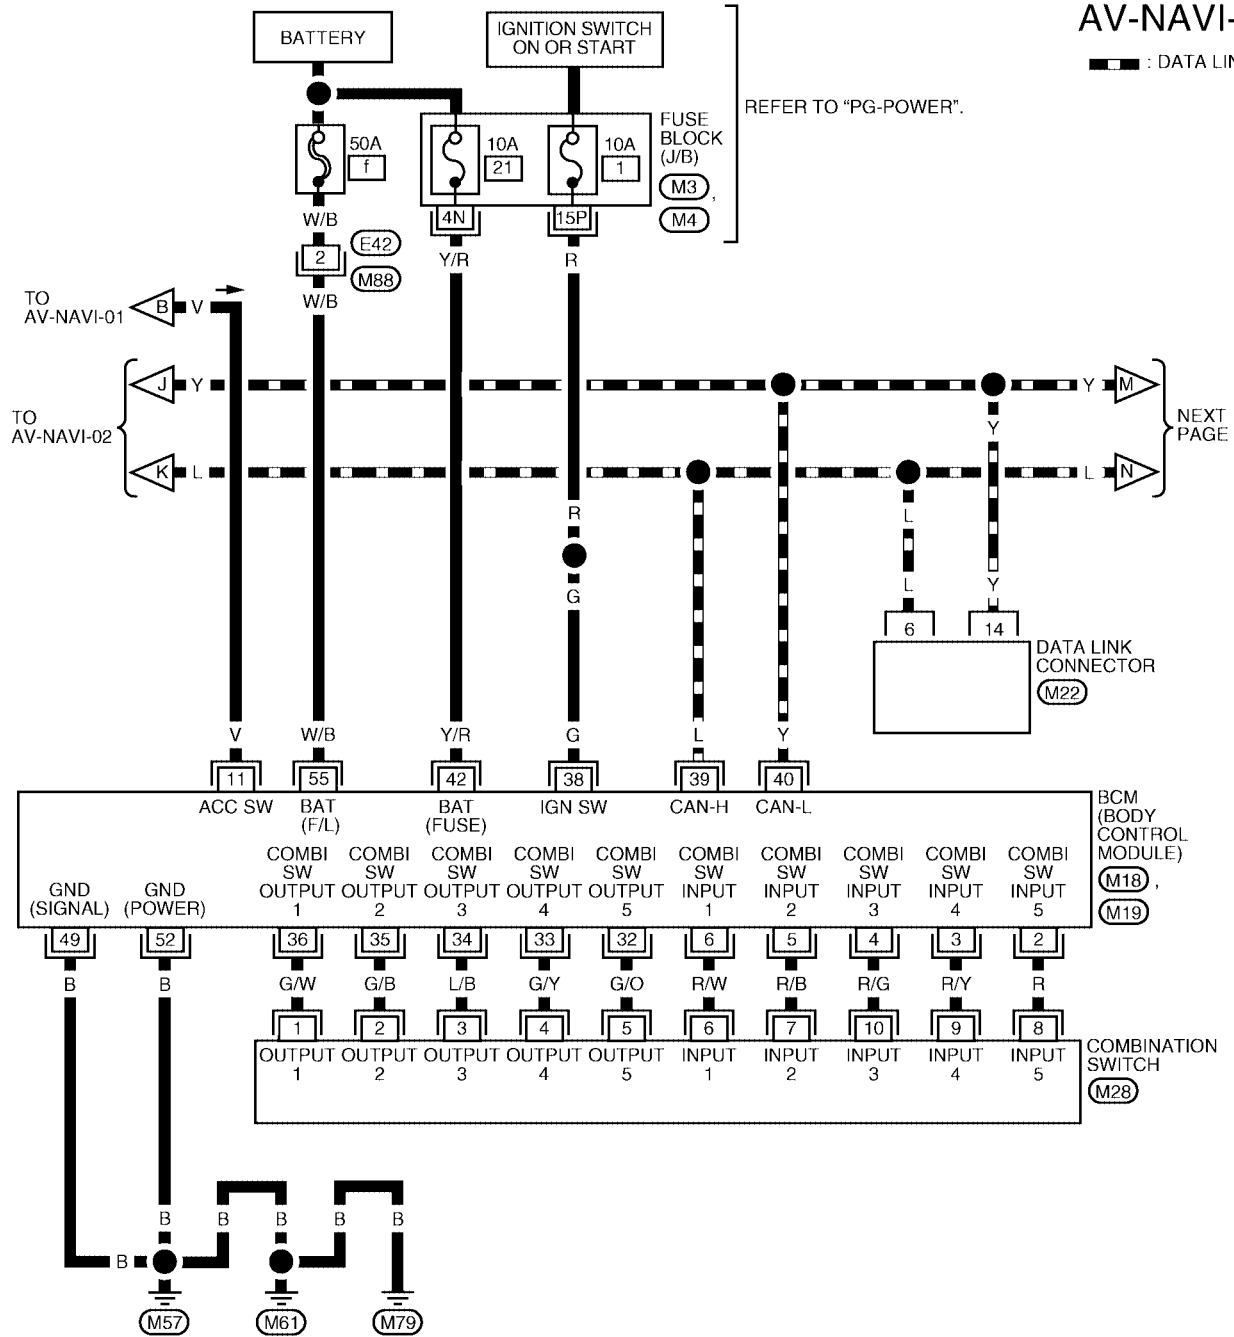 AV-NAVI-
: DATA LIN
BATTERY
IGNITION SWITCH
ON OR START
REFER TO “PG-POWER”.
50A
f
10A
21
10A
1
FUSE
BLOCK
(J/B)
M3 ,
M4
W/B
4N
15P
2
E42
M88
Y/R
R
W/B
TO
AV-NAVI-01
B
V
J
Y
Y
M
TO
AV-NAVI-02
Y
NEXT
PAGE
K
L
L
N
R
L
G
L
Y
6
14
DATA LINK
CONNECTOR
M22
V
W/B
Y/R
G
L
Y
11
55
42
38
39
40
ACC SW
BAT
(F/L)
BAT
(FUSE)
IGN SW
CAN-H
CAN-L
BCM
(BODY
CONTROL
MODULE)
M18 ,
M19
GND
(SIGNAL)
GND
(POWER)
COMBI
SW
OUTPUT
1
COMBI
SW
OUTPUT
2
COMBI
SW
OUTPUT
3
COMBI
SW
OUTPUT
4
COMBI
SW
OUTPUT
5
COMBI
SW
INPUT
1
COMBI
SW
INPUT
2
COMBI
SW
INPUT
3
COMBI
SW
INPUT
4
COMBI
SW
INPUT
5
49
52
36
35
34
33
32
6
5
4
3
2
B
B
G/W
G/B
L/B
G/Y
G/O
R/W
R/B
R/G
R/Y
R
1
2
3
4
5
6
7
10
9
8
OUTPUT
1
OUTPUT
2
OUTPUT
3
OUTPUT
4
OUTPUT
5
INPUT
1
INPUT
2
INPUT
3
INPUT
4
INPUT
5
COMBINATION
SWITCH
M28
B
B
B
B
B
B
M57
M61
M79